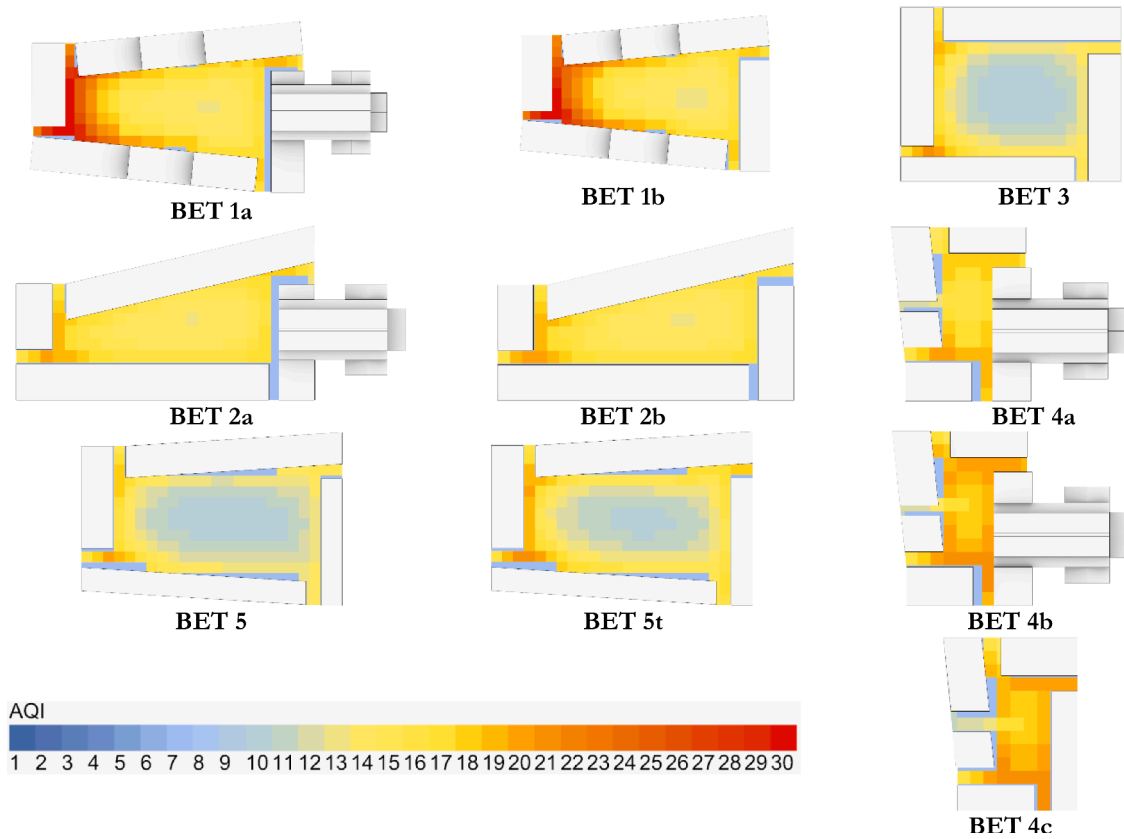 BET 1a
BET 1b
BET 3
BET 2a
BET 2b
BET 4a
BET 5
BET 5t
BET 4b
AQI
1 2 3 4 5 6 7 8 9 10 11 12 13 14 15 16 17 18 19 20 21 22 23 24 25 26 27 28 29 30
BET 4c